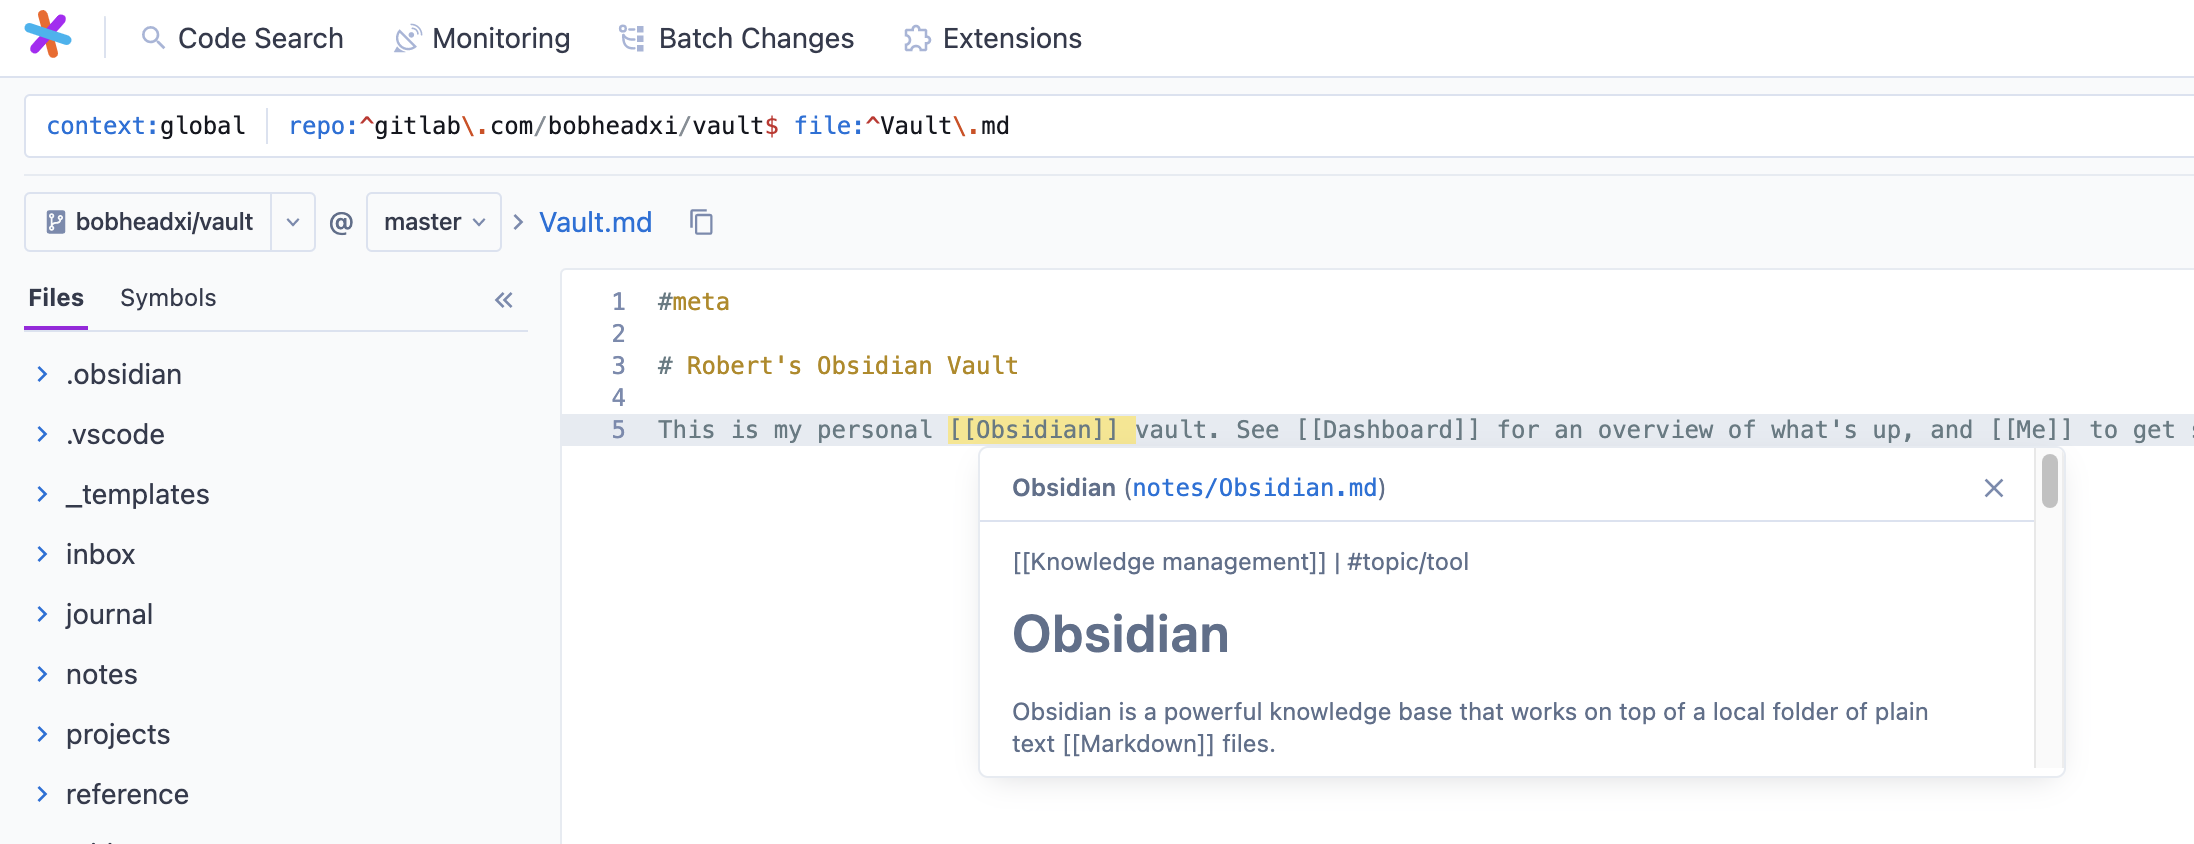 Code Search Monitoring Batch Changes Extensions
context:global repo:^gitlab\.com/bobheadxi/vault$ file:^Vault\.md
bobheadxi/vault @ master > Vault.md
Files Symbols
.obsidian
.vscode
_templates
inbox
journal
notes
projects
reference
1 #meta
2
3 # Robert's Obsidian Vault
4
5 This is my personal [[Obsidian]] vault. See [[Dashboard]] for an overview of what's up, and [[Me]] to get
Obsidian (notes/Obsidian.md)
[[Knowledge management]] | #topic/tool
Obsidian
Obsidian is a powerful knowledge base that works on top of a local folder of plain
text [[Markdown]] files.